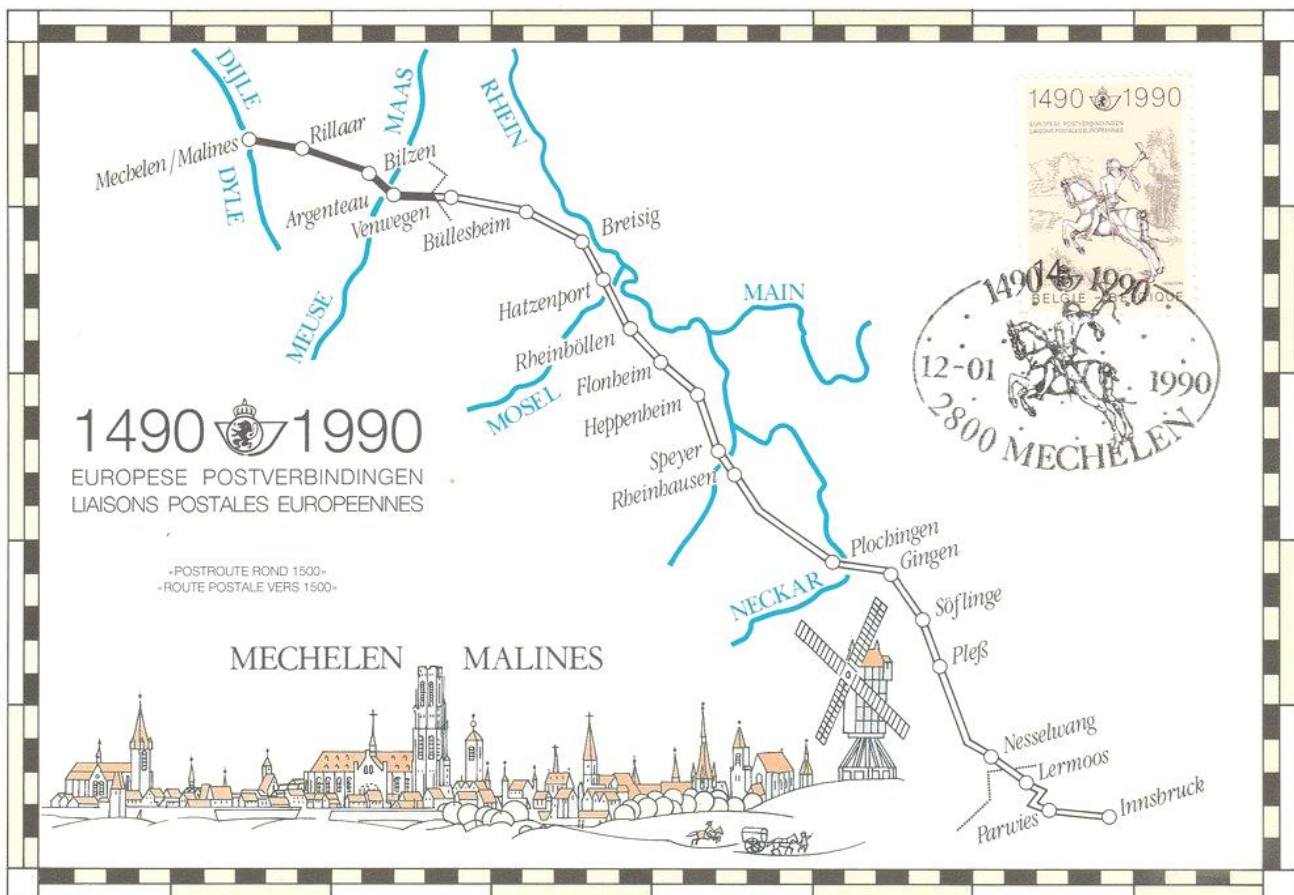 DIJLE
MAAS
RHEIN
Mechelen/Malines
Rillaar
Bilzen
DYLE
Argenteau
Venwegen
Büllesheim
Breisig
MEUSE
Hatzenport
MAIN
Rheinböllen
MOSEL
Flonheim
Heppenheim
Speyer
Rheinhausen
Plochingen
Gingen
NECKAR
Söflinge
Pleß
Nesselwang
Lermoos
Parwies
Innsbruck
1490 1990
EUROPESE POSTVERBINDINGEN
LIAISONS POSTALES EUROPEENNES
«POSTROUTE ROND 1500»
«ROUTE POSTALE VERS 1500»
MECHELEN MALINES
1490 1990
EUROPESE POSTVERBINDINGEN
LIAISONS POSTALES EUROPEENNES
14
BELGIË - BELGIQUE
1490 1990
12-01 1990
2800 MECHELEN